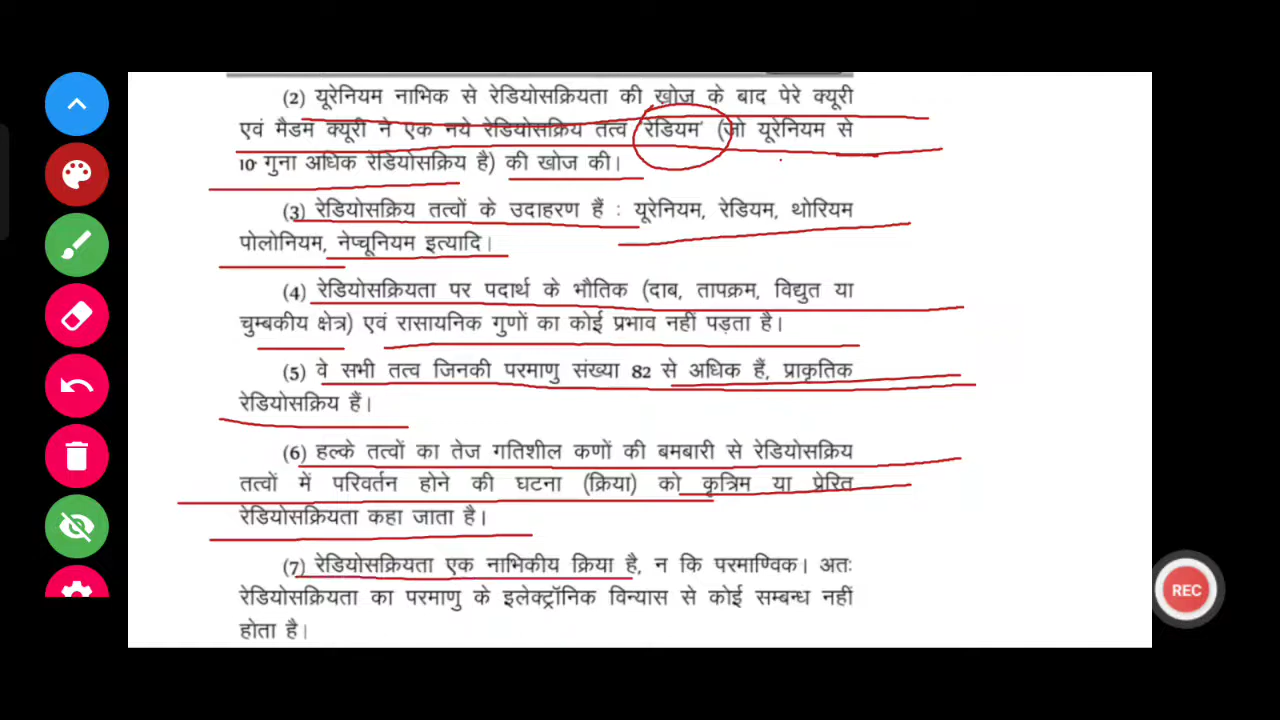 (2) यूरेनियम नाभिक से रेडियोसक्रियता की खोज के बाद पेरे क्यूरी
एवं मैडम क्यूरी ने एक नये रेडियोसक्रिय तत्व 'रेडियम' (जो यूरेनियम से
गुना अधिक रेडियोसक्रिय है) की खोज की।
(3) रेडियोसक्रिय तत्वों के उदाहरण हैं : यूरेनियम, रेडियम, थोरियम
पोलोनियम, नेप्चूनियम इत्यादि।
(4) रेडियोसक्रियता पर पदार्थ के भौतिक (दाब, तापक्रम, विद्युत या
चुम्बकीय क्षेत्र) एवं रासायनिक गुणों का कोई प्रभाव नहीं पड़ता है।
(5) वे सभी तत्व जिनकी परमाणु संख्या 82 से अधिक हैं, प्राकृतिक
रेडियोसक्रिय हैं।
(6) हल्के तत्वों का तेज गतिशील कणों की बमबारी से रेडियोसक्रिय
तत्वों में परिवर्तन होने की घटना (क्रिया) को कृत्रिम या प्रेरित
रेडियोसक्रियता कहा जाता है।
(7) रेडियोसक्रियता एक नाभिकीय क्रिया है, न कि परमाण्विक। अतः
रेडियोसक्रियता का परमाणु के इलेक्ट्रॉनिक विन्यास से कोई सम्बन्ध नहीं
होता है।
REC